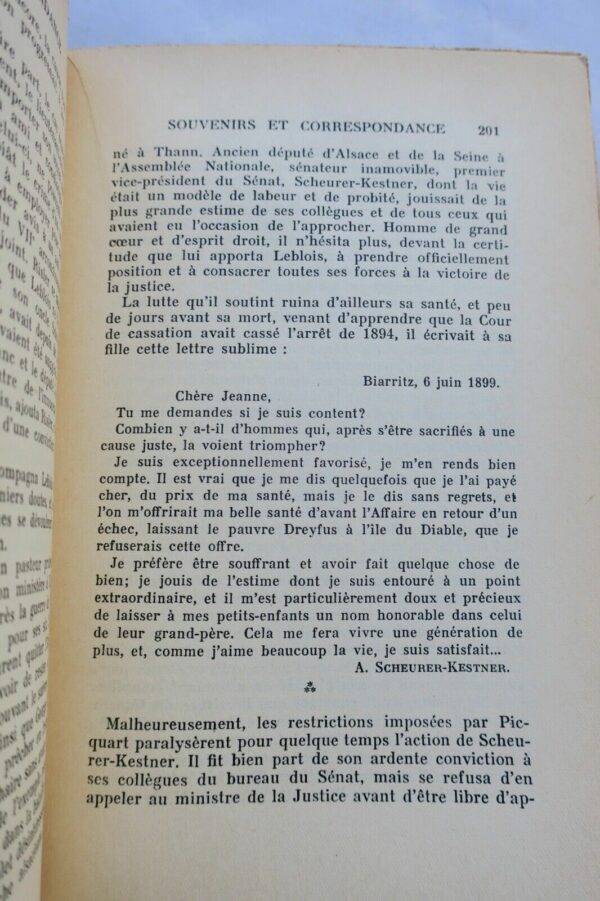 SOUVENIRS ET CORRESPONDANCE 201
né à Thann. Ancien député d'Alsace et de la Seine à
l'Assemblée Nationale, sénateur inamovible, premier
vice-président du Sénat, Scheurer-Kestner, dont la vie
était un modèle de labeur et de probité, jouissait de la
plus grande estime de ses collègues et de tous ceux qui
avaient eu l'occasion de l'approcher. Homme de grand
cœur et d'esprit droit, il n'hésita plus, devant la certi-
tude que lui apporta Leblois, à prendre officiellement
position et à consacrer toutes ses forces à la victoire de
la justice.
La lutte qu'il soutint ruina d'ailleurs sa santé, et peu
de jours avant sa mort, venant d'apprendre que la Cour
de cassation avait cassé l'arrêt de 1894, il écrivait à sa
fille cette lettre sublime :
Biarritz, 6 juin 1899.
Chère Jeanne,
Tu me demandes si je suis content?
Combien y a-t-il d'hommes qui, après s'être sacrifiés à une
cause juste, la voient triompher?
Je suis exceptionnellement favorisé, je m'en rends bien
compte. Il est vrai que je me dis quelquefois que je l'ai payé
cher, du prix de ma santé, mais je le dis sans regrets, et
l'on m'offrirait ma belle santé d'avant l'Affaire en retour d'un
échec, laissant le pauvre Dreyfus à l'île du Diable, que je
refuserais cette offre.
Je préfère être souffrant et avoir fait quelque chose de
bien; je jouis de l'estime dont je suis entouré à un point
extraordinaire, et il m'est particulièrement doux et précieux
de laisser à mes petits-enfants un nom honorable dans celui
de leur grand-père. Cela me fera vivre une génération de
plus, et, comme j'aime beaucoup la vie, je suis satisfait...
A. SCHEURER-KESTNER.
⁂
Malheureusement, les restrictions imposées par Pic-
quart paralysèrent pour quelque temps l'action de Scheu-
rer-Kestner. Il fit bien part de son ardente conviction à
ses collègues du bureau du Sénat, mais se refusa d'en
appeler au ministre de la Justice avant d'être libre d'ap-